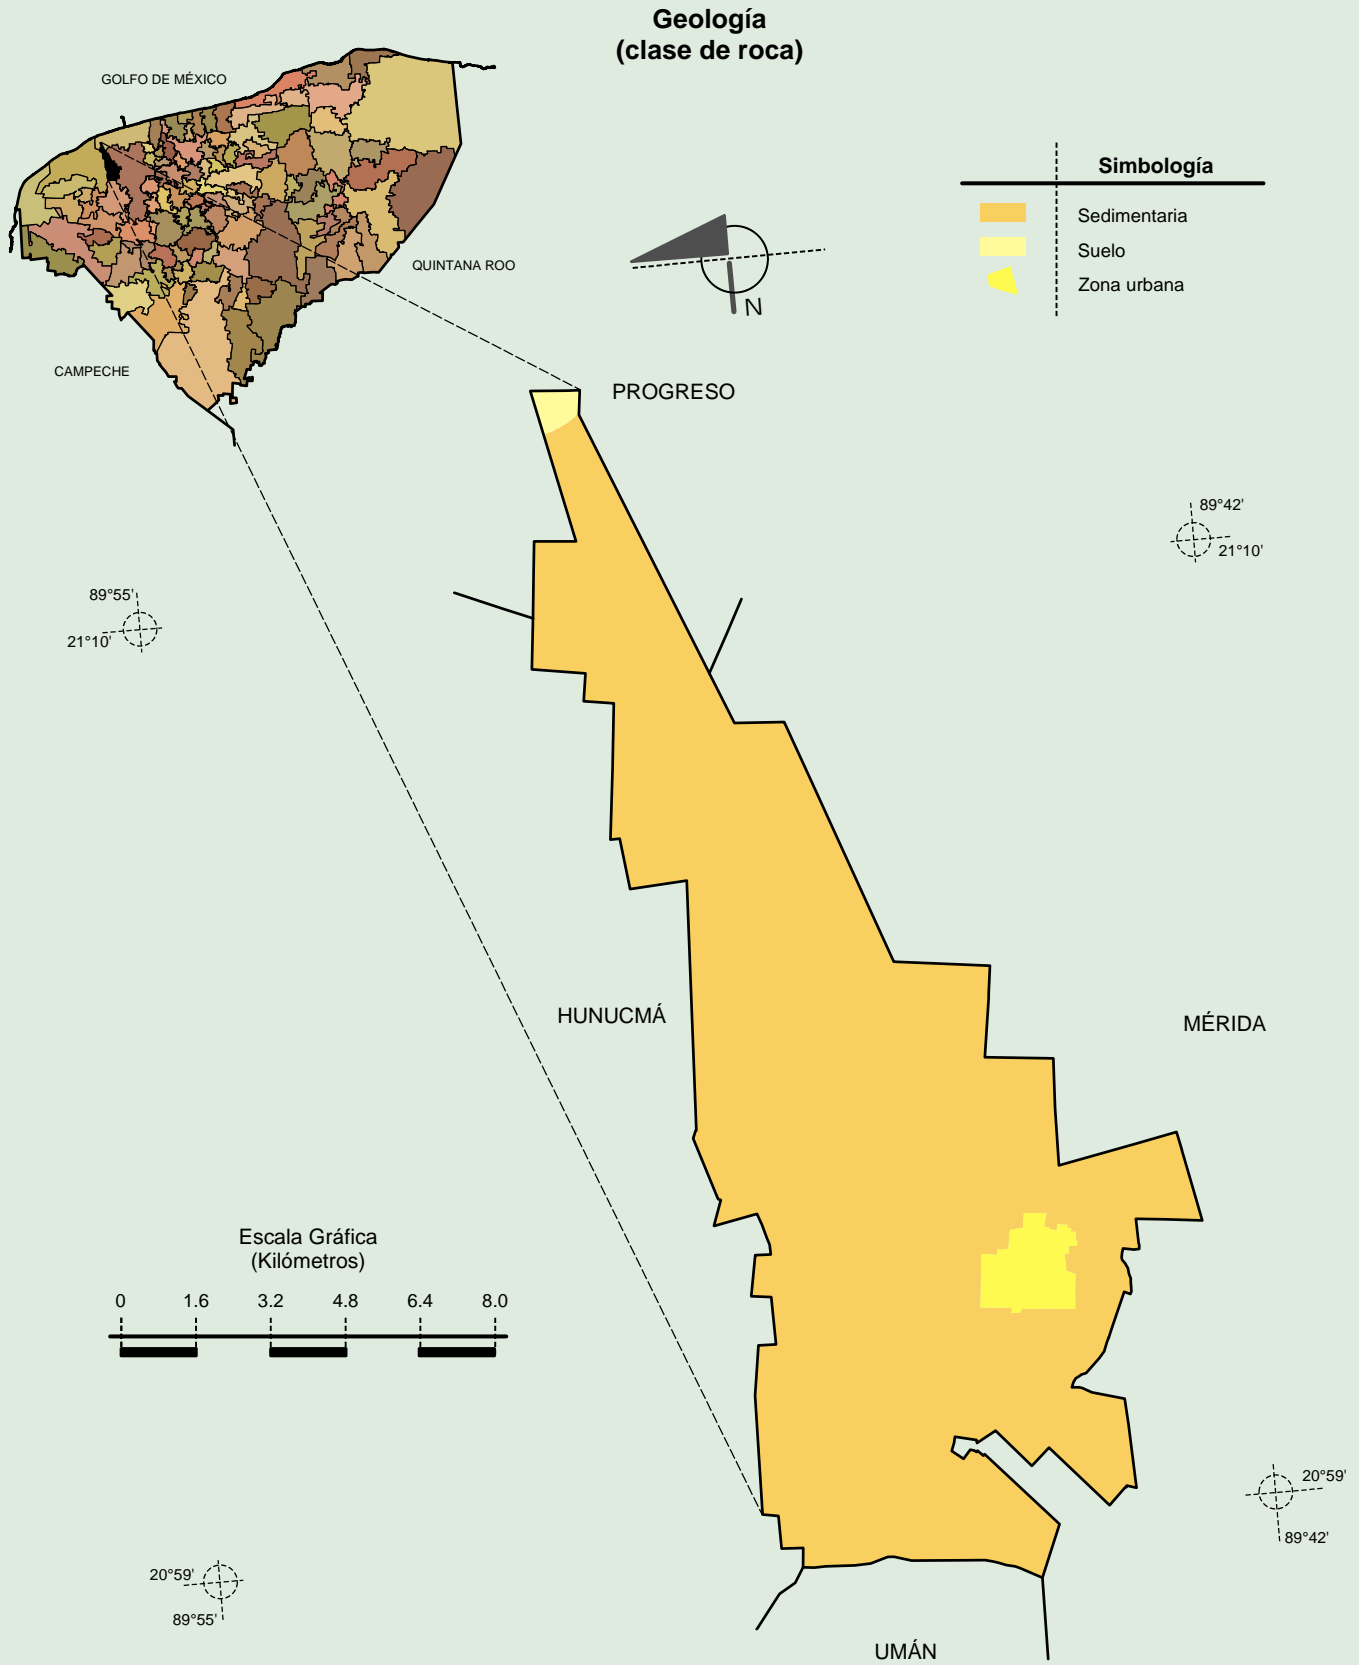 Geología
(clase de roca)
GOLFO DE MÉXICO
QUINTANA ROO
CAMPECHE
Simbología
Sedimentaria
Suelo
Zona urbana
N
PROGRESO
89°42'
21°10'
89°55'
21°10'
HUNUCMÁ
MÉRIDA
Escala Gráfica
(Kilómetros)
0 1.6 3.2 4.8 6.4 8.0
20°59'
89°42'
20°59'
89°55'
UMÁN